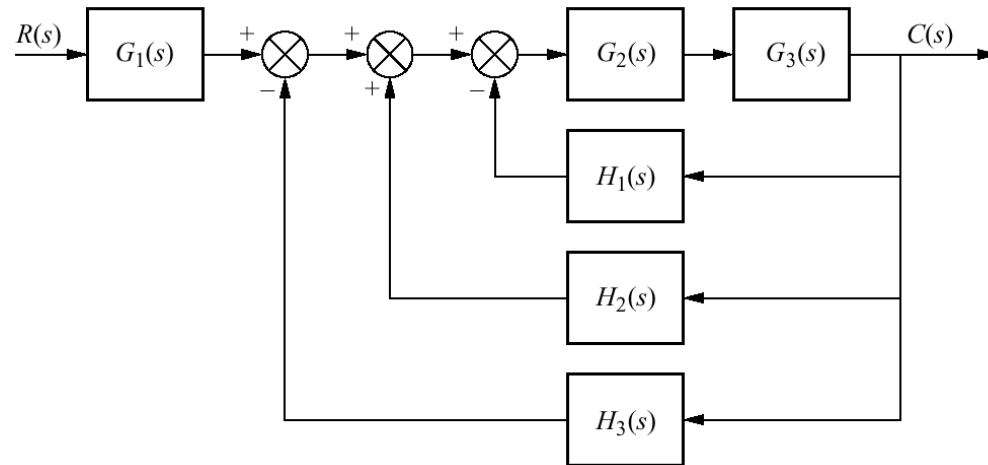 R(s) G₁(s) + + + G₂(s) G₃(s) C(s)
− + −
H₁(s)
H₂(s)
H₃(s)